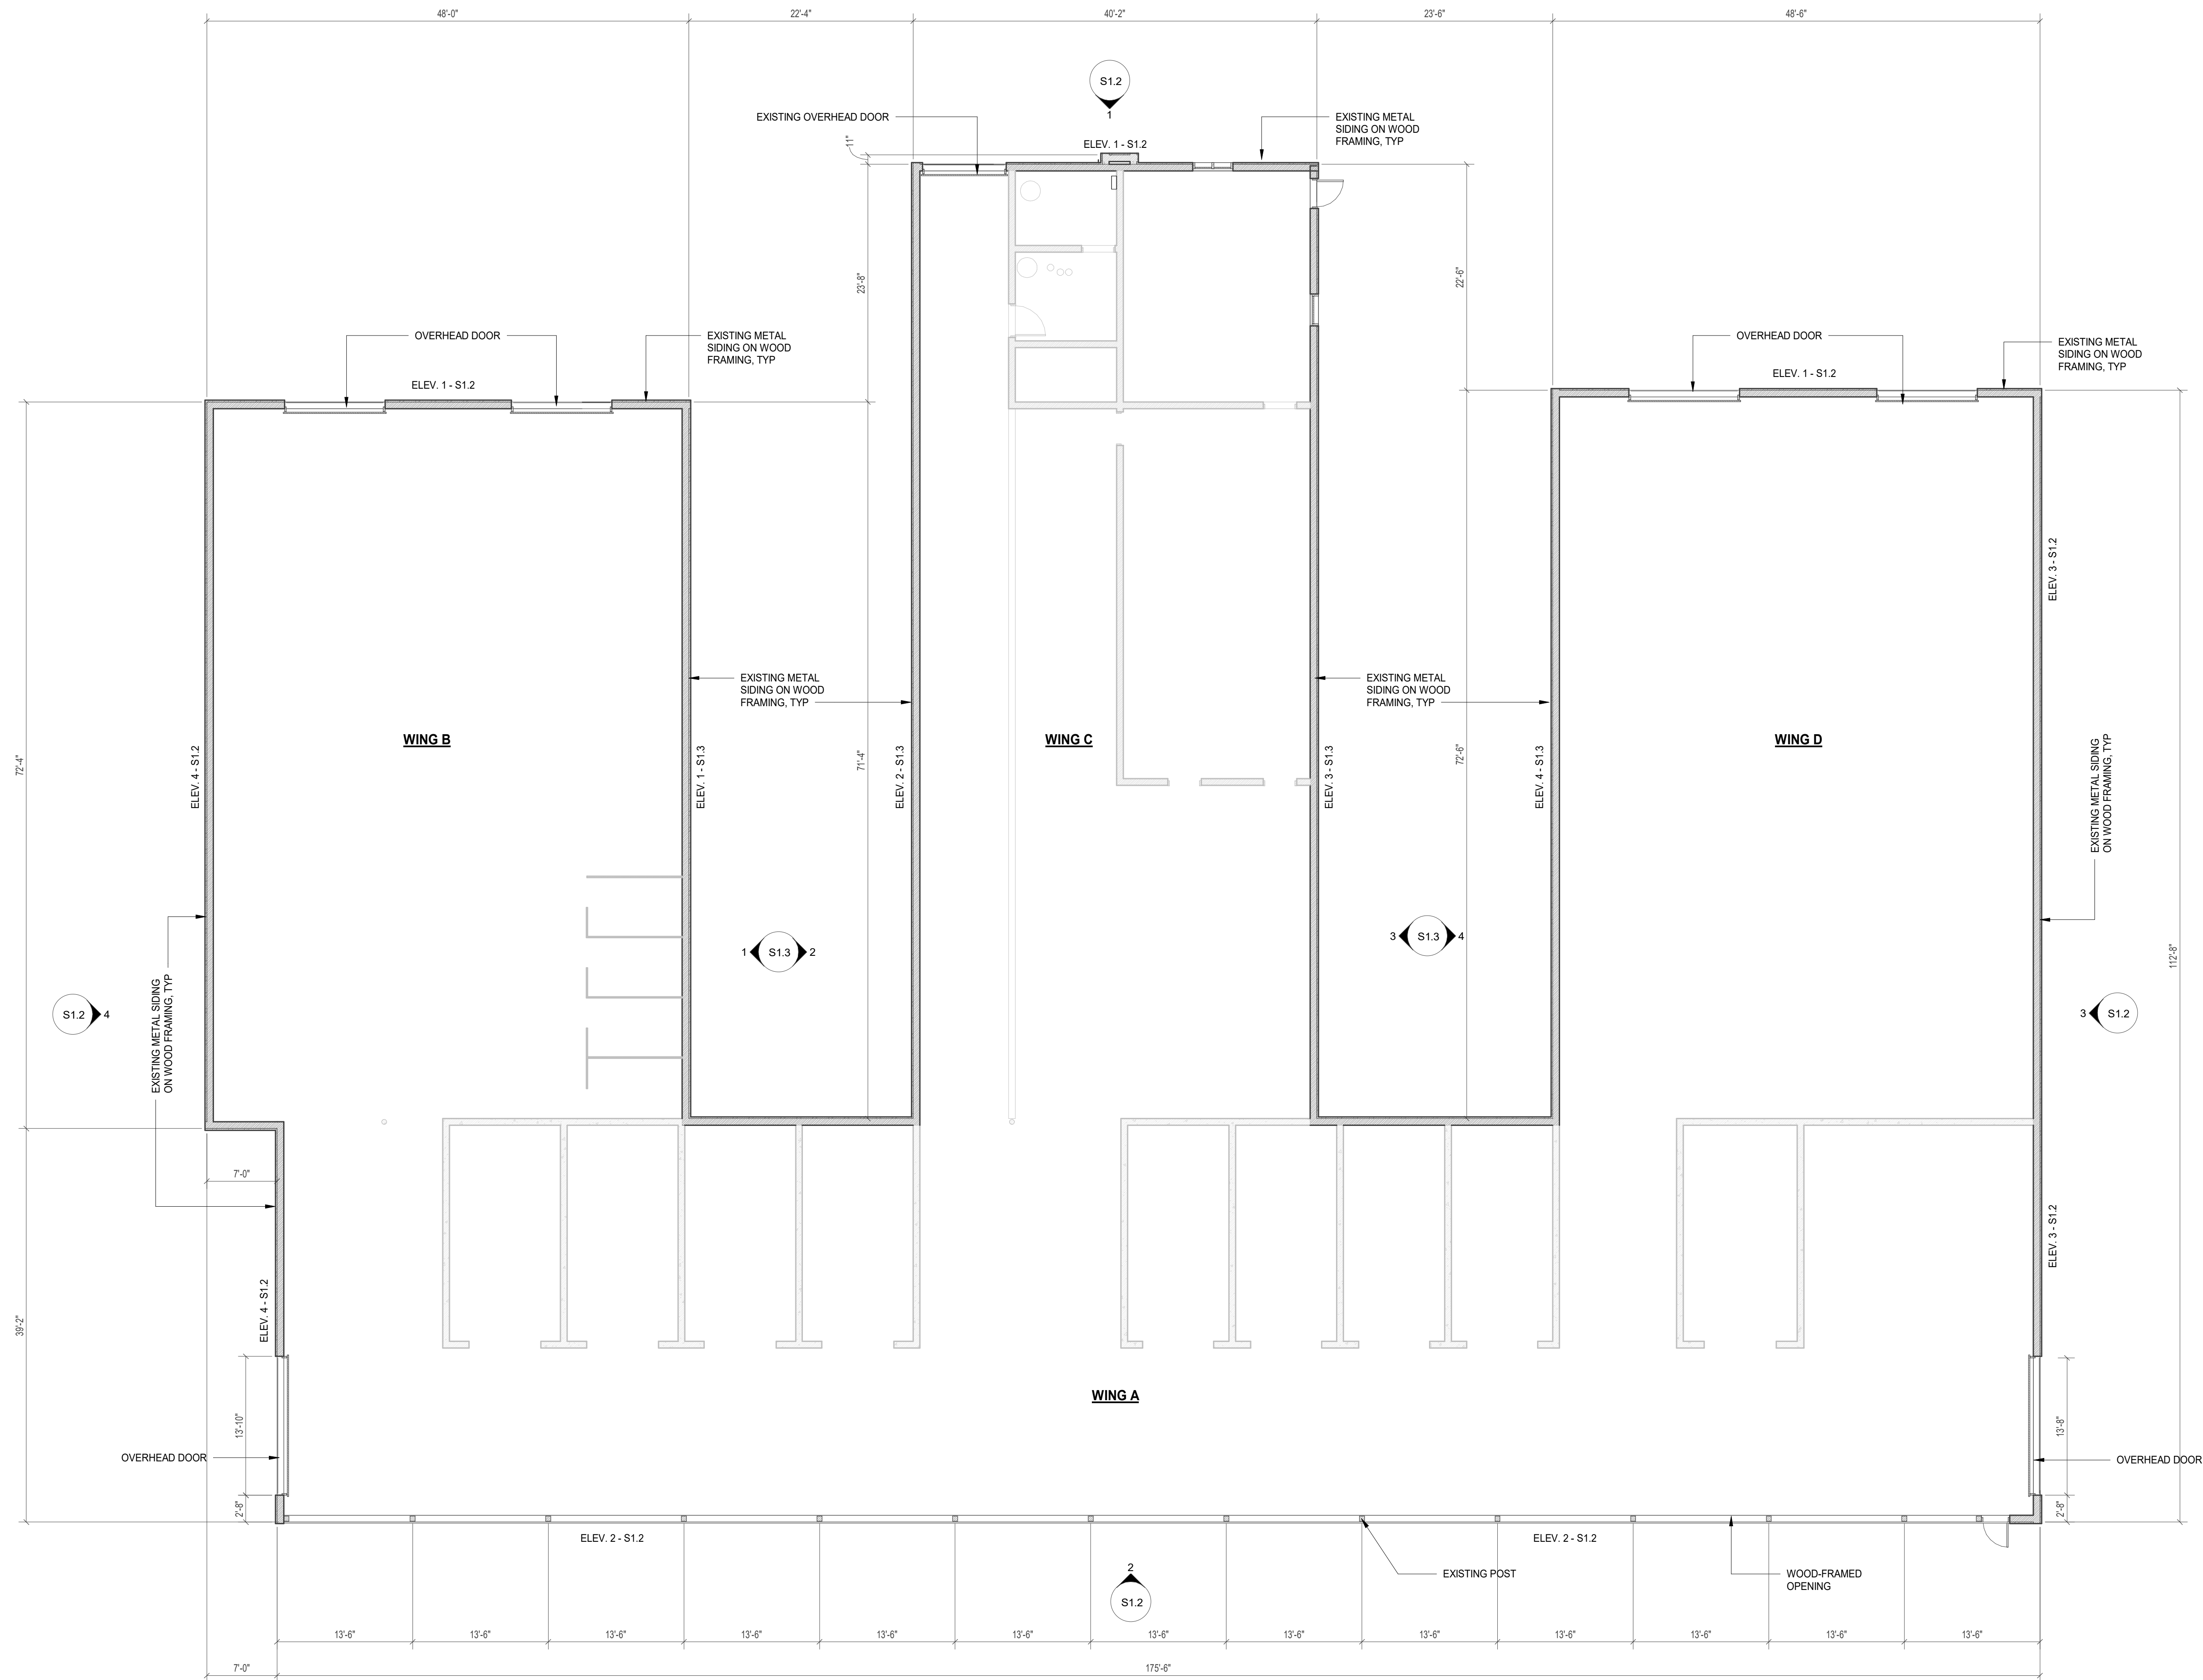 48'-0"
22'-4"
40'-2"
23'-6"
48'-6"
S1.2
1
EXISTING OVERHEAD DOOR
EXISTING METAL
SIDING ON WOOD
FRAMING, TYP
11"
ELEV. 1 - S1.2
23'-8"
22'-6"
OVERHEAD DOOR
EXISTING METAL
SIDING ON WOOD
FRAMING, TYP
ELEV. 1 - S1.2
OVERHEAD DOOR
EXISTING METAL
SIDING ON WOOD
FRAMING, TYP
ELEV. 1 - S1.2
ELEV. 3 - S1.2
EXISTING METAL
SIDING ON WOOD
FRAMING, TYP
EXISTING METAL
SIDING ON WOOD
FRAMING, TYP
WING B
WING C
WING D
72'-4"
ELEV. 4 - S1.2
ELEV. 1 - S1.3
71'-4"
ELEV. 2 - S1.3
ELEV. 3 - S1.3
72'-6"
ELEV. 4 - S1.3
EXISTING METAL SIDING
ON WOOD FRAMING, TYP
1
S1.3
2
3
S1.3
4
112'-8"
S1.2
4
EXISTING METAL SIDING
ON WOOD FRAMING, TYP
3
S1.2
7'-0"
ELEV. 3 - S1.2
ELEV. 4 - S1.2
39'-2"
WING A
13'-10"
13'-8"
OVERHEAD DOOR
OVERHEAD DOOR
2'-8"
2'-8"
ELEV. 2 - S1.2
ELEV. 2 - S1.2
2
S1.2
EXISTING POST
WOOD-FRAMED
OPENING
13'-6"
13'-6"
13'-6"
13'-6"
13'-6"
13'-6"
13'-6"
13'-6"
13'-6"
13'-6"
13'-6"
13'-6"
13'-6"
7'-0"
175'-6"